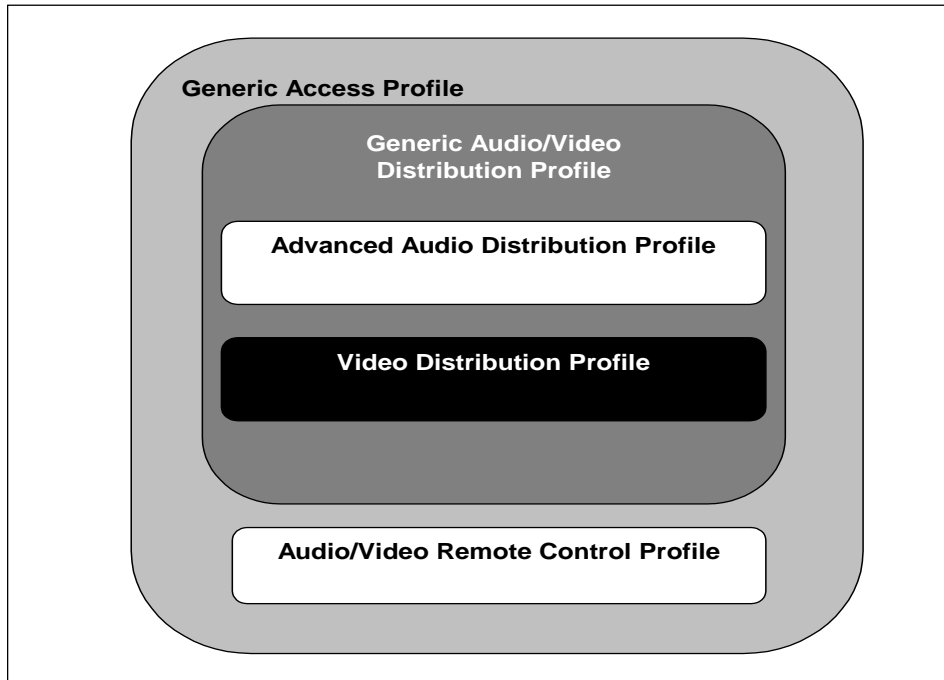 Generic Access Profile
Generic Audio/Video
Distribution Profile
Advanced Audio Distribution Profile
Video Distribution Profile
Audio/Video Remote Control Profile